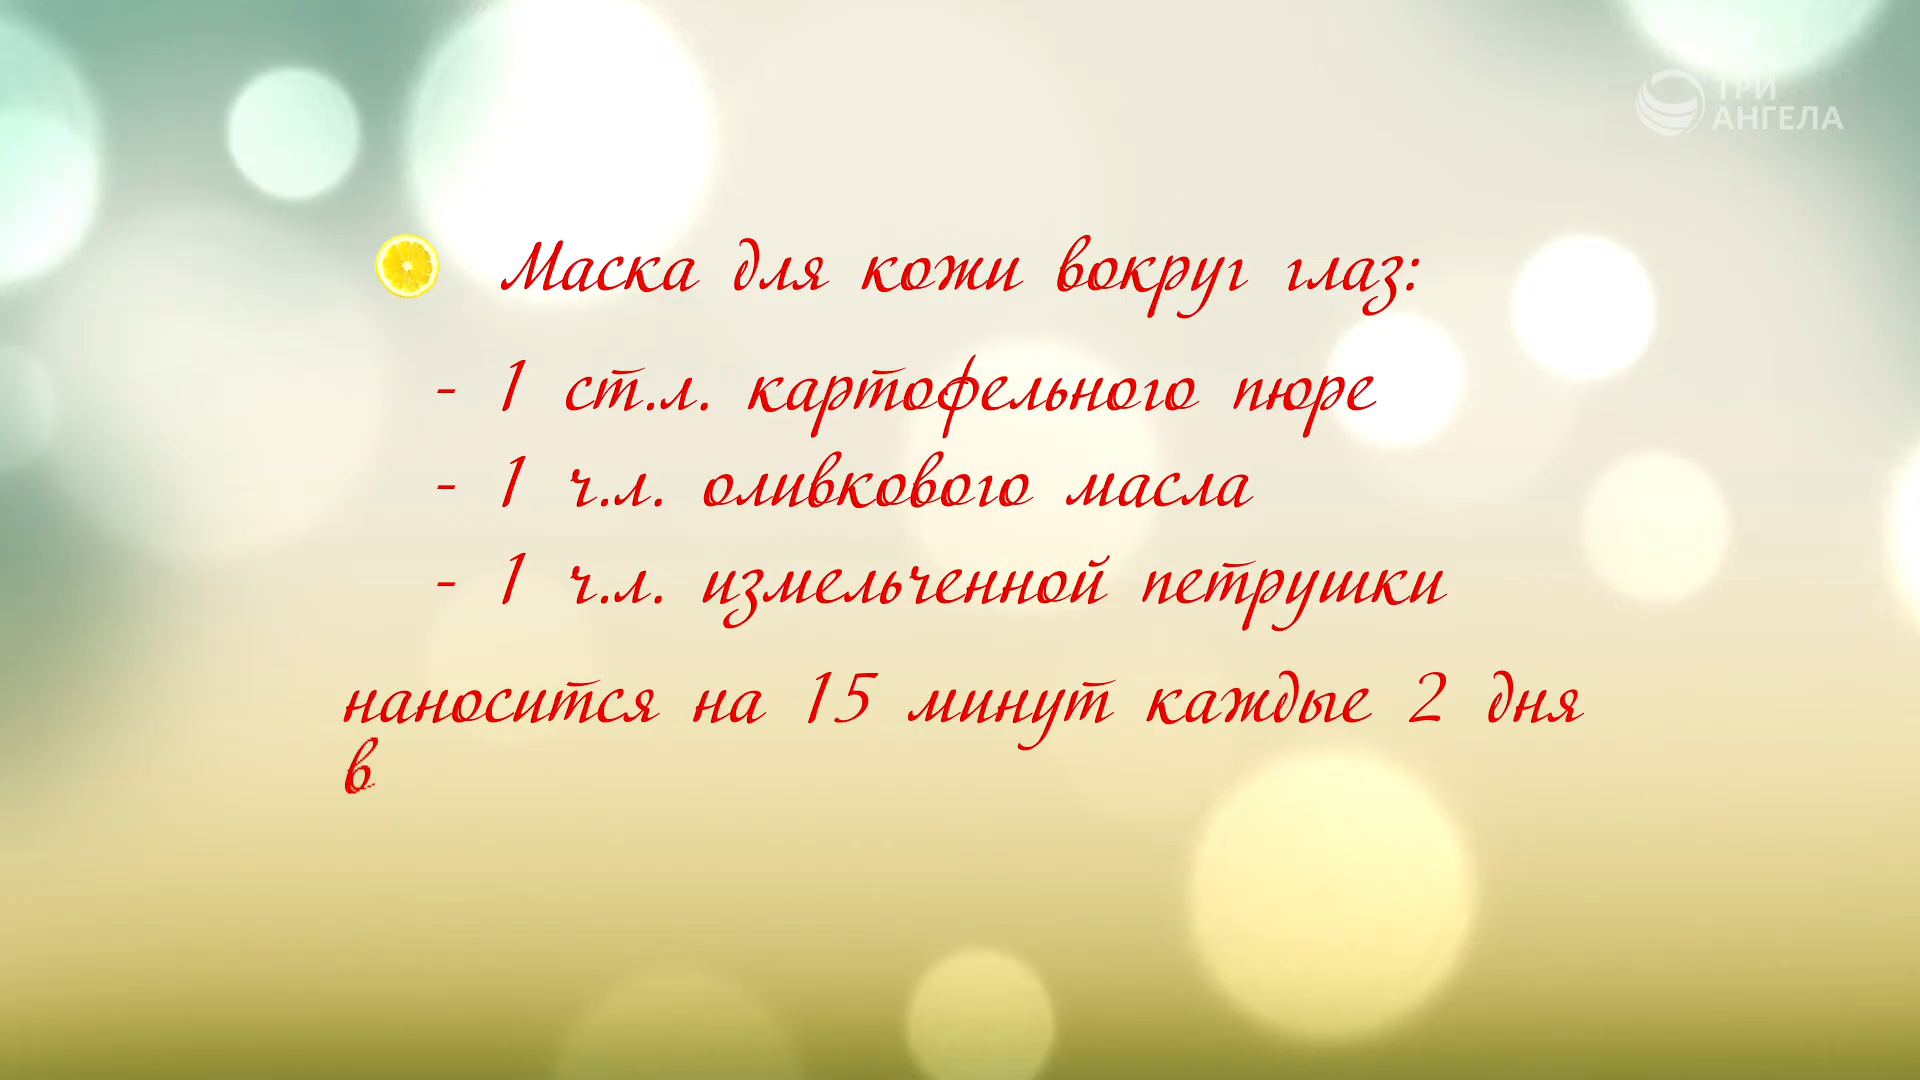 ТРИ
АНГЕЛА
Маска для кожи вокруг глаз:
- 1 ст.л. картофельного пюре
- 1 ч.л. оливкового масла
- 1 ч.л. измельченной петрушки
наносится на 15 минут каждые 2 дня
в